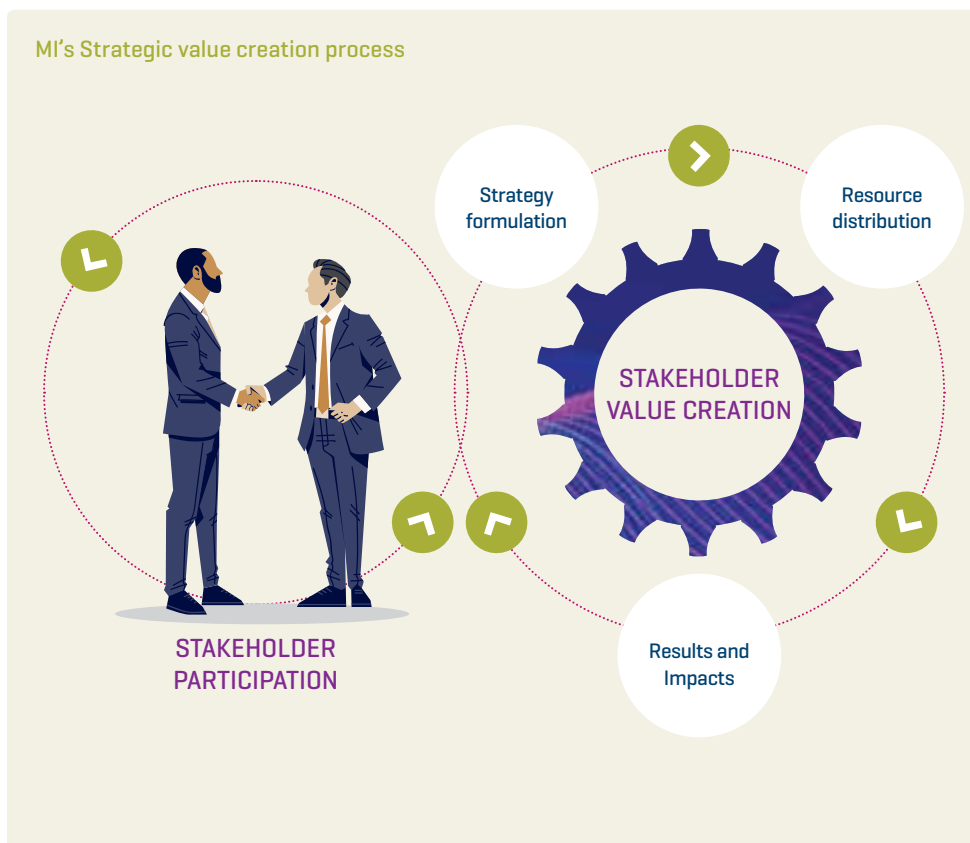 MI's Strategic value creation process
Strategy
formulation
Resource
distribution
STAKEHOLDER
VALUE CREATION
STAKEHOLDER
PARTICIPATION
Results and
Impacts